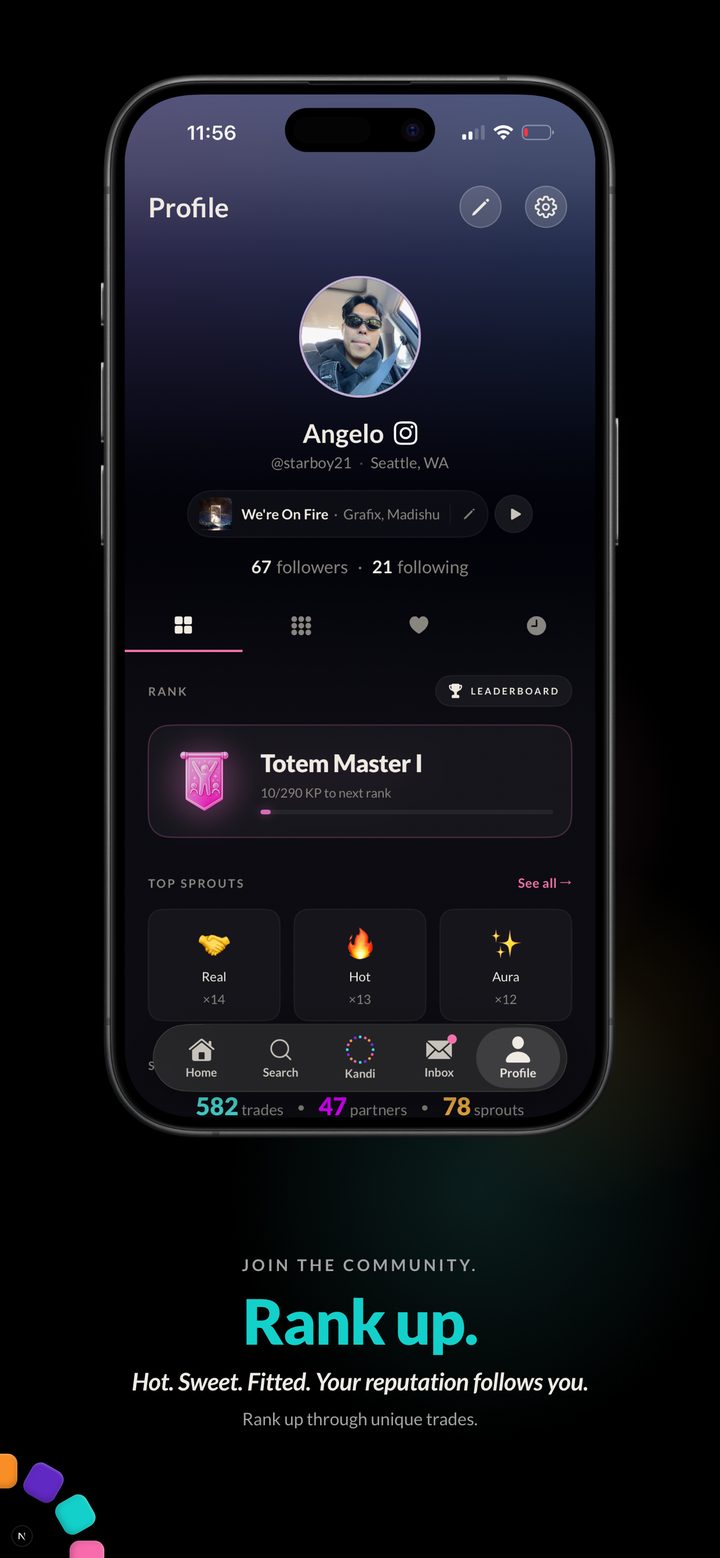 11:56
Profile
Angelo
@starboy21 · Seattle, WA
We're On Fire · Grafix, Madishu
67 followers · 21 following
RANK
LEADERBOARD
Totem Master I
10/290 KP to next rank
TOP SPROUTS
See all →
Real
Hot
Aura
×14
×13
×12
S
Home
Search
Kandi
Inbox
Profile
582 trades • 47 partners • 78 sprouts
JOIN THE COMMUNITY.
Rank up.
Hot. Sweet. Fitted. Your reputation follows you.
Rank up through unique trades.
N